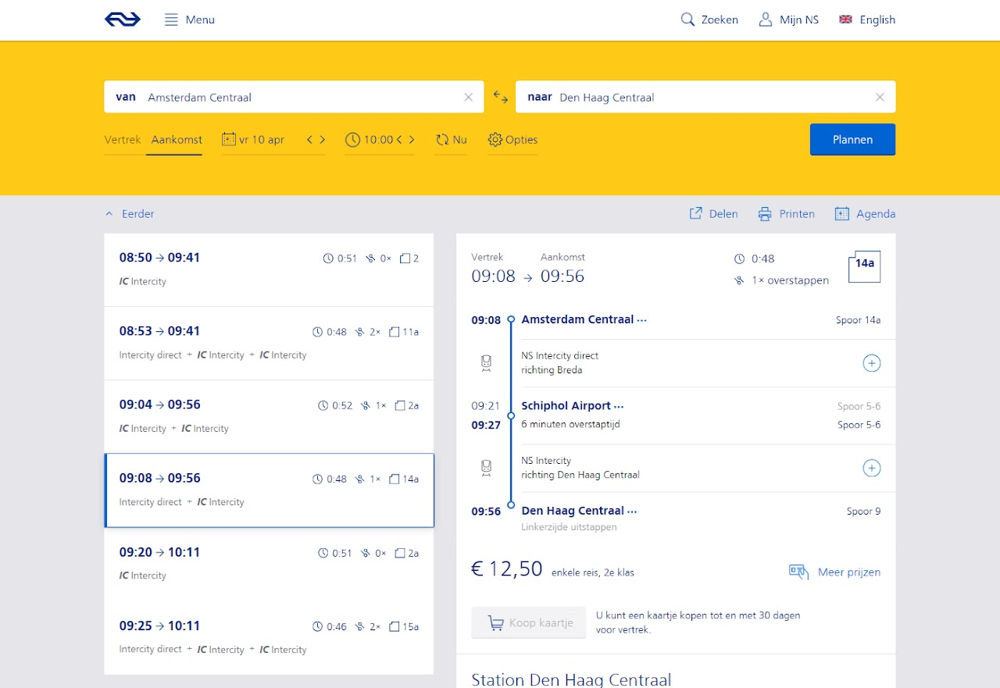 Menu
Zoeken
Mijn NS
English
van Amsterdam Centraal
naar Den Haag Centraal
Vertrek Aankomst vr 10 apr 10:00 Nu Opties
Plannen
Eerder
Delen Printen Agenda
08:50 → 09:41 0:51 0× 2
IC Intercity
08:53 → 09:41 0:48 2× 11a
Intercity direct + IC Intercity + IC Intercity
09:04 → 09:56 0:52 1× 2a
IC Intercity + IC Intercity
09:08 → 09:56 0:48 1× 14a
Intercity direct + IC Intercity
09:20 → 10:11 0:51 0× 2a
IC Intercity
09:25 → 10:11 0:46 2× 15a
Intercity direct + IC Intercity + IC Intercity
Vertrek Aankomst
09:08 → 09:56
0:48
1× overstappen
14a
09:08 Amsterdam Centraal ··· Spoor 14a
NS Intercity direct
richting Breda
09:21 Schiphol Airport ··· Spoor 5-6
09:27 6 minuten overstaptijd Spoor 5-6
NS Intercity
richting Den Haag Centraal
09:56 Den Haag Centraal ··· Spoor 9
Linkerzijde uitstappen
€ 12,50 enkele reis, 2e klas
Meer prijzen
Koop kaartje
U kunt een kaartje kopen tot en met 30 dagen
voor vertrek.
Station Den Haag Centraal